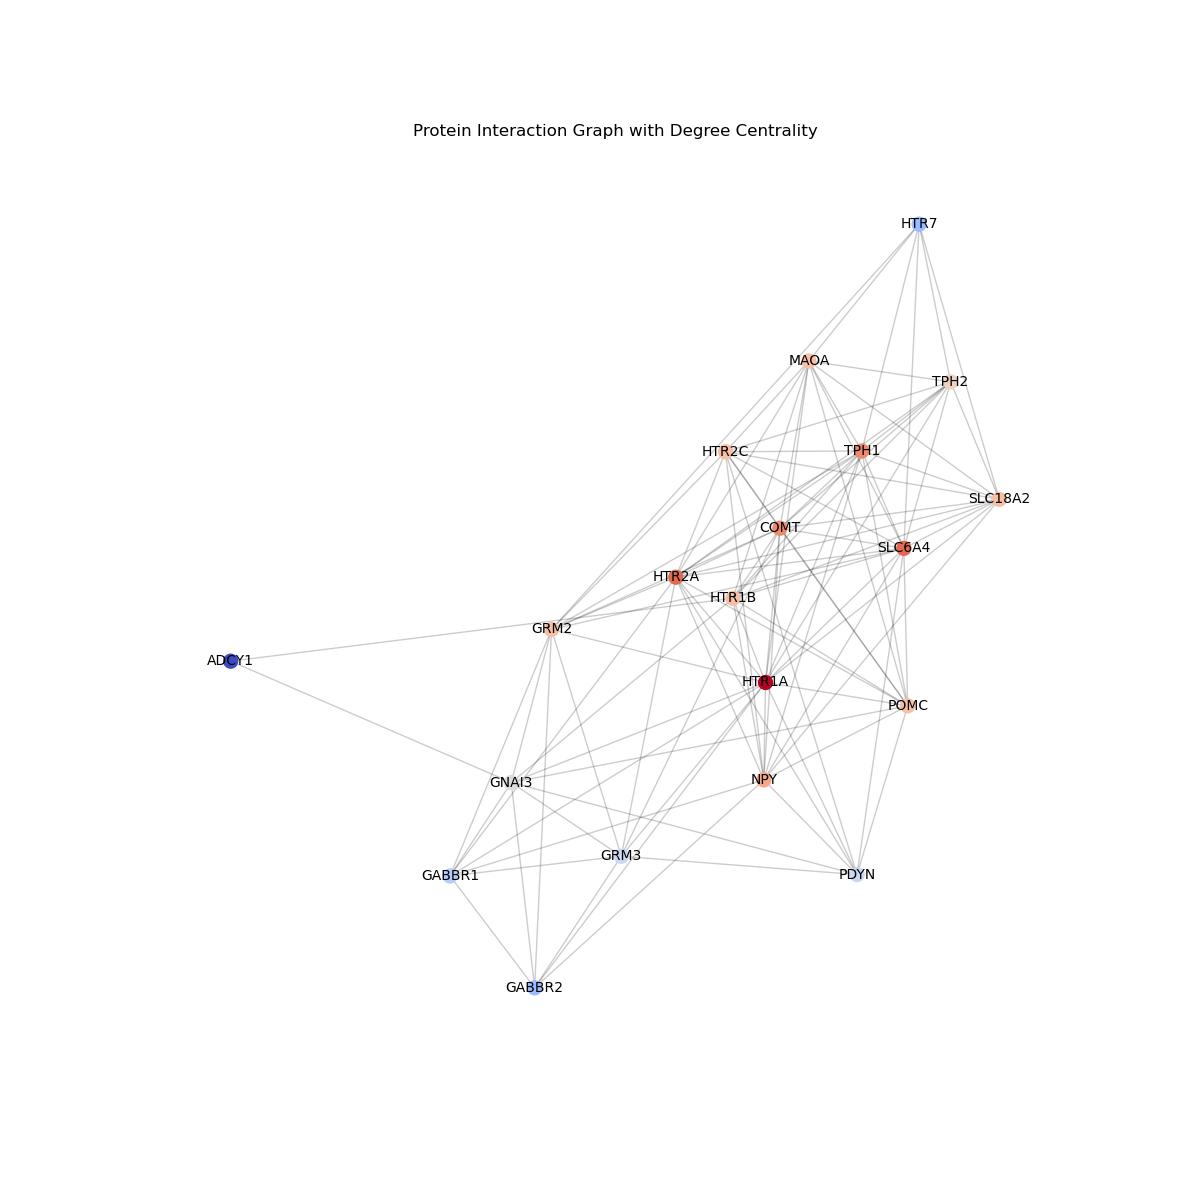 Protein Interaction Graph with Degree Centrality
HTR7
MAOA
TPH2
HTR2C
TPH1
SLC18A2
COMT
SLC6A4
HTR2A
HTR1B
GRM2
ADCY1
HTR1A
POMC
GNAI3
NPY
GRM3
GABBR1
PDYN
GABBR2